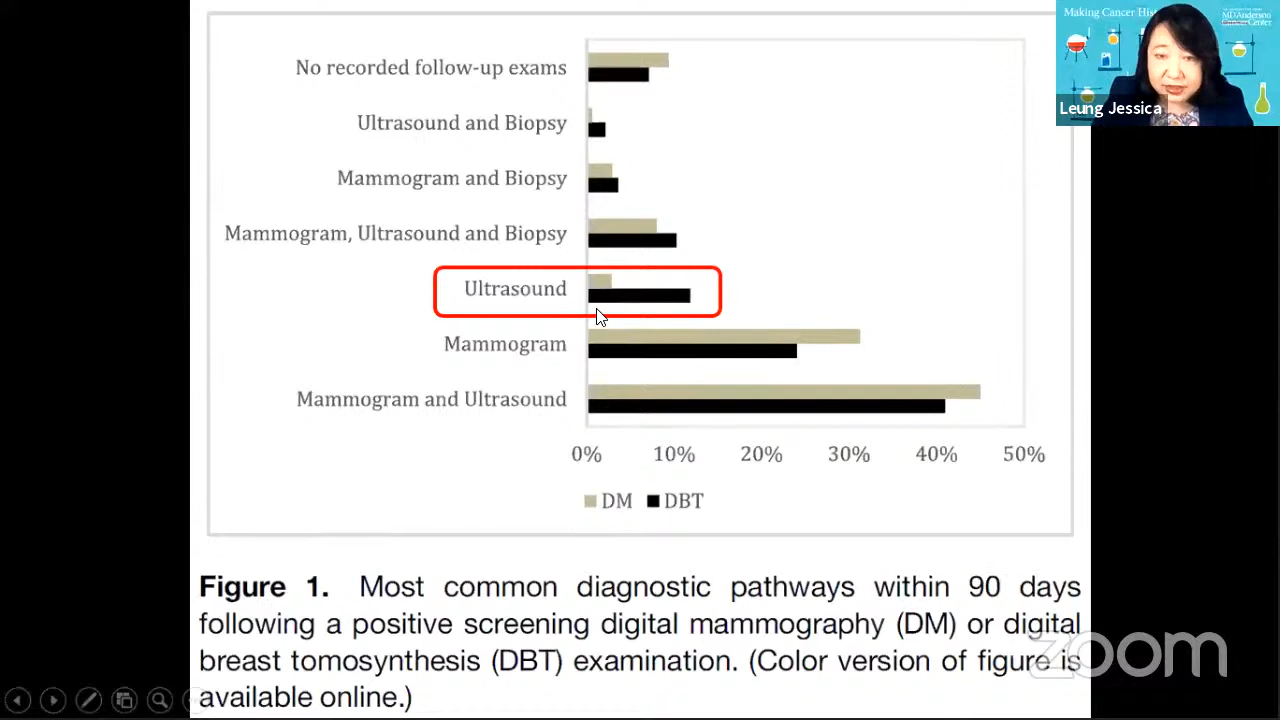 Making Cancer His
MDAnderson
Center
Leung Jessica
No recorded follow-up exams
Ultrasound and Biopsy
Mammogram and Biopsy
Mammogram, Ultrasound and Biopsy
Ultrasound
Mammogram
Mammogram and Ultrasound
0% 10% 20% 30% 40% 50%
DM DBT
Figure 1. Most common diagnostic pathways within 90 days
following a positive screening digital mammography (DM) or digital
breast tomosynthesis (DBT) examination. (Color version of figure is
available online.)
zoom